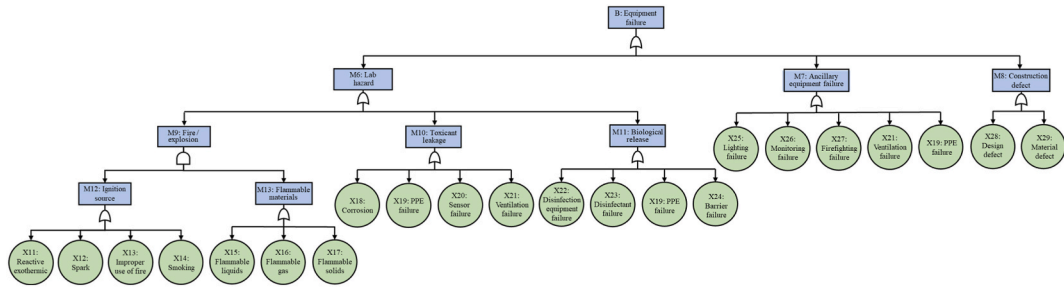 B: Equipment
failure
M6: Lab
hazard
M7: Ancillary
equipment failure
M8: Construction
defect
M9: Fire /
explosion
M10: Toxicant
leakage
M11: Biological
release
X25:
Lighting
failure
X26:
Monitoring
failure
X27:
Firefighting
failure
X21:
Ventilation
failure
X19: PPE
failure
X28:
Design
defect
X29:
Material
defect
M12: Ignition
source
M13: Flammable
materials
X18:
Corrosion
X19: PPE
failure
X20:
Sensor
failure
X21:
Ventilation
failure
X22:
Disinfection
equipment
failure
X23:
Disinfectant
failure
X19: PPE
failure
X24:
Barrier
failure
X11:
Reactive
exothermic
X12:
Spark
X13:
Improper
use of fire
X14:
Smoking
X15:
Flammable
liquids
X16:
Flammable
gas
X17:
Flammable
solids